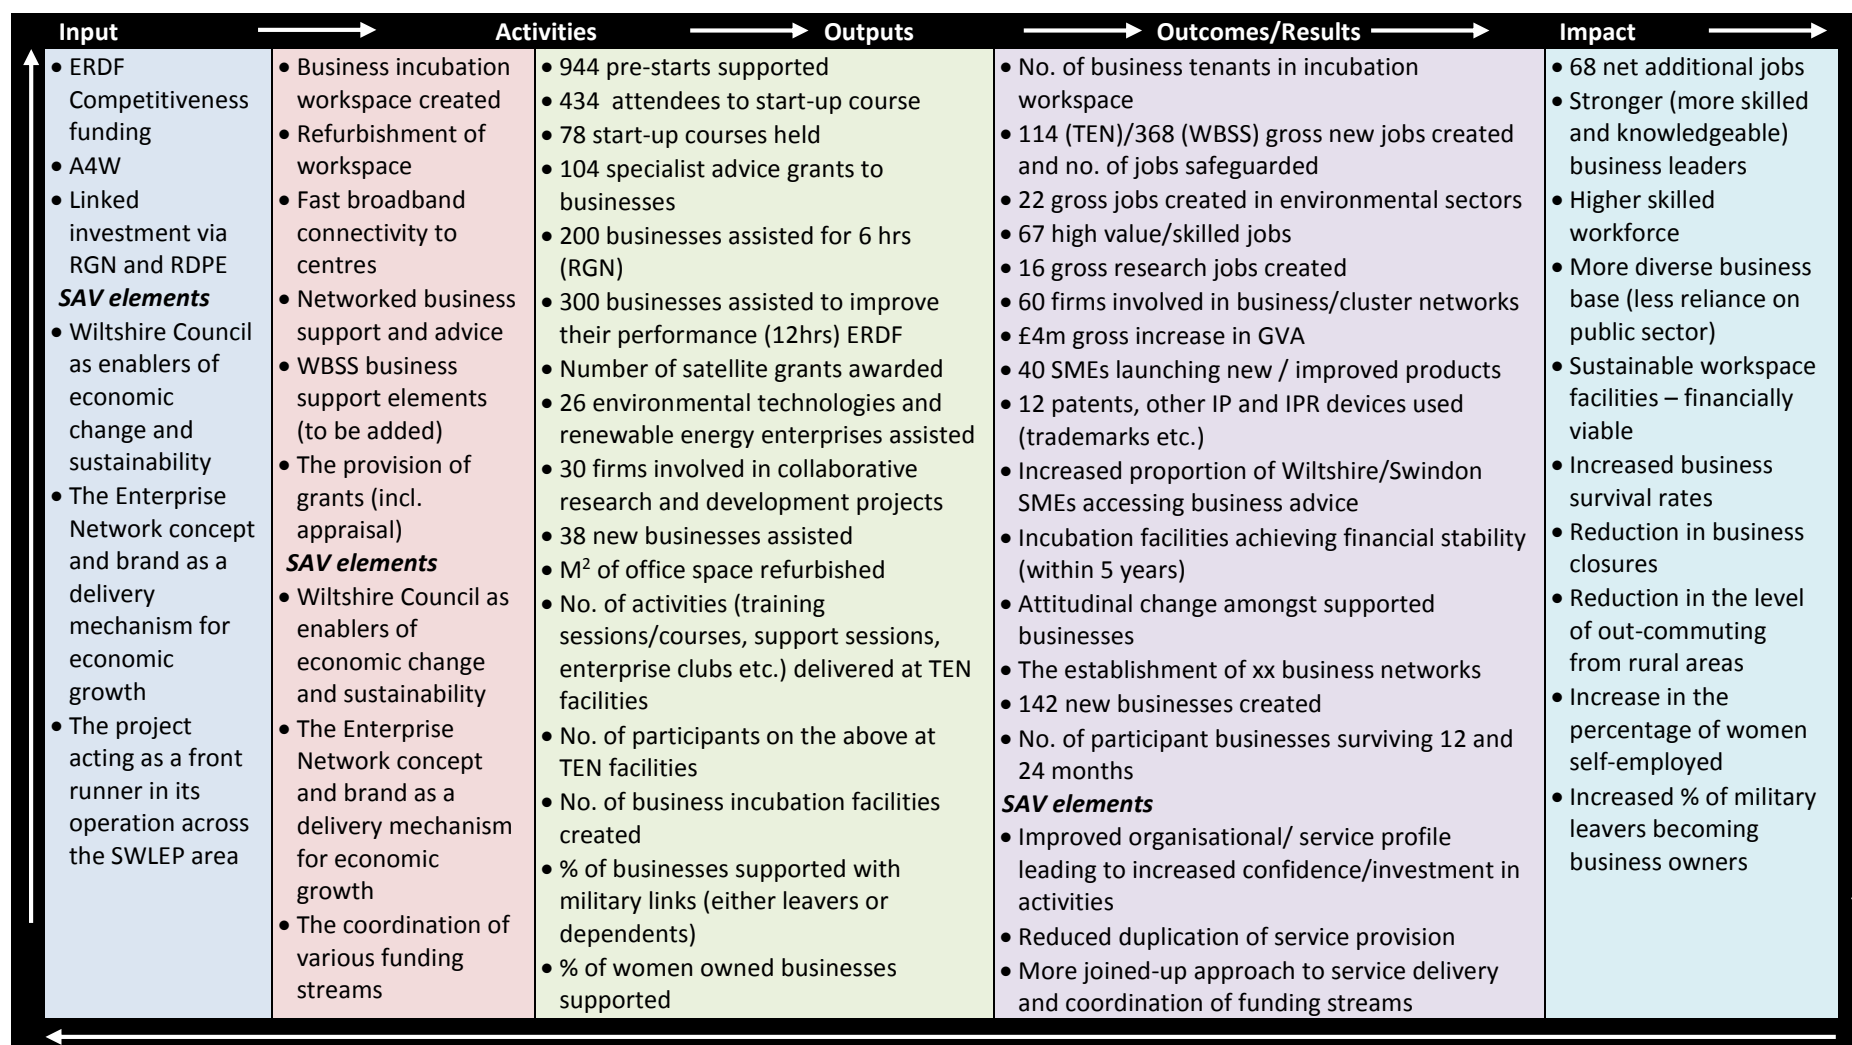 Input Activities Outputs Outcomes/Results Impact
• ERDF
Competitiveness
funding
• A4W
• Linked
investment via
RGN and RDPE
SAV elements
• Wiltshire Council
as enablers of
economic
change and
sustainability
• The Enterprise
Network concept
and brand as a
delivery
mechanism for
economic
growth
• The project
acting as a front
runner in its
operation across
the SWLEP area
• Business incubation
workspace created
• Refurbishment of
workspace
• Fast broadband
connectivity to
centres
• Networked business
support and advice
• WBSS business
support elements
(to be added)
• The provision of
grants (incl.
appraisal)
SAV elements
• Wiltshire Council as
enablers of
economic change
and sustainability
• The Enterprise
Network concept
and brand as a
delivery mechanism
for economic
growth
• The coordination of
various funding
streams
• 944 pre-starts supported
• 434 attendees to start-up course
• 78 start-up courses held
• 104 specialist advice grants to
businesses
• 200 businesses assisted for 6 hrs
(RGN)
• 300 businesses assisted to improve
their performance (12hrs) ERDF
• Number of satellite grants awarded
• 26 environmental technologies and
renewable energy enterprises assisted
• 30 firms involved in collaborative
research and development projects
• 38 new businesses assisted
• M² of office space refurbished
• No. of activities (training
sessions/courses, support sessions,
enterprise clubs etc.) delivered at TEN
facilities
• No. of participants on the above at
TEN facilities
• No. of business incubation facilities
created
• % of businesses supported with
military links (either leavers or
dependents)
• % of women owned businesses
supported
• No. of business tenants in incubation
workspace
• 114 (TEN)/368 (WBSS) gross new jobs created
and no. of jobs safeguarded
• 22 gross jobs created in environmental sectors
• 67 high value/skilled jobs
• 16 gross research jobs created
• 60 firms involved in business/cluster networks
• £4m gross increase in GVA
• 40 SMEs launching new / improved products
• 12 patents, other IP and IPR devices used
(trademarks etc.)
• Increased proportion of Wiltshire/Swindon
SMEs accessing business advice
• Incubation facilities achieving financial stability
(within 5 years)
• Attitudinal change amongst supported
businesses
• The establishment of xx business networks
• 142 new businesses created
• No. of participant businesses surviving 12 and
24 months
SAV elements
• Improved organisational/ service profile
leading to increased confidence/investment in
activities
• Reduced duplication of service provision
• More joined-up approach to service delivery
and coordination of funding streams
• 68 net additional jobs
• Stronger (more skilled
and knowledgeable)
business leaders
• Higher skilled
workforce
• More diverse business
base (less reliance on
public sector)
• Sustainable workspace
facilities – financially
viable
• Increased business
survival rates
• Reduction in business
closures
• Reduction in the level
of out-commuting
from rural areas
• Increase in the
percentage of women
self-employed
• Increased % of military
leavers becoming
business owners